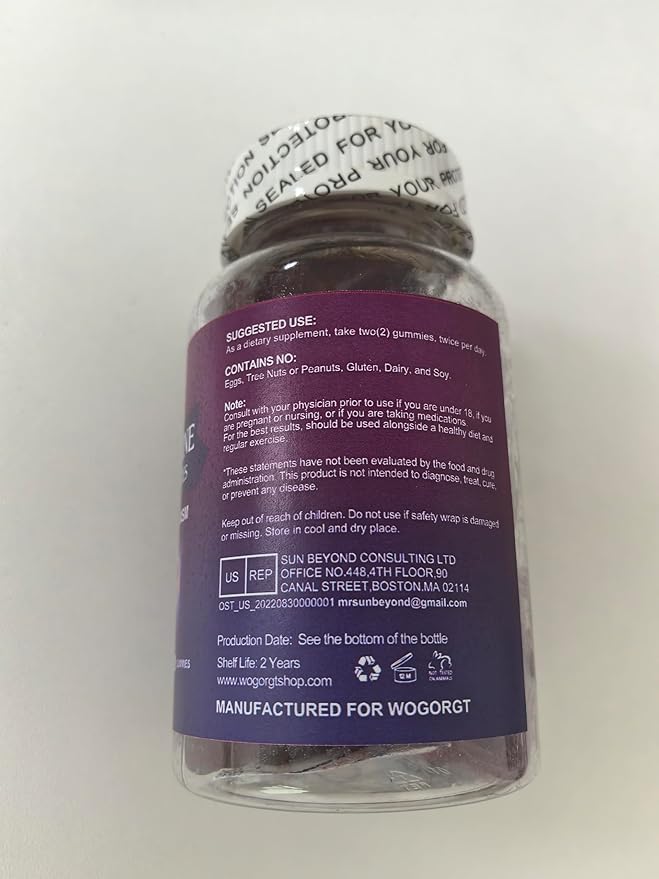 SEALED FOR YOUR PROTECTION
SUGGESTED USE:
As a dietary supplement, take two(2) gummies, twice per day.
CONTAINS NO:
Eggs, Tree Nuts or Peanuts, Gluten, Dairy, and Soy.
Note:
Consult with your physician prior to use if you are under 18, if you
are pregnant or nursing, or if you are taking medications.
For the best results, should be used alongside a healthy diet and
regular exercise.
*These statements have not been evaluated by the food and drug
administration. This product is not intended to diagnose, treat, cure,
or prevent any disease.
Keep out of reach of children. Do not use if safety wrap is damaged
or missing. Store in cool and dry place.
US REP
SUN BEYOND CONSULTING LTD
OFFICE NO.448,4TH FLOOR,90
CANAL STREET,BOSTON.MA 02114
OST_US_20220830000001 mrsunbeyond@gmail.com
Production Date: See the bottom of the bottle
Shelf Life: 2 Years
www.wogorgtshop.com
12 M
NOT TESTED
ON ANIMALS
MANUFACTURED FOR WOGORGT